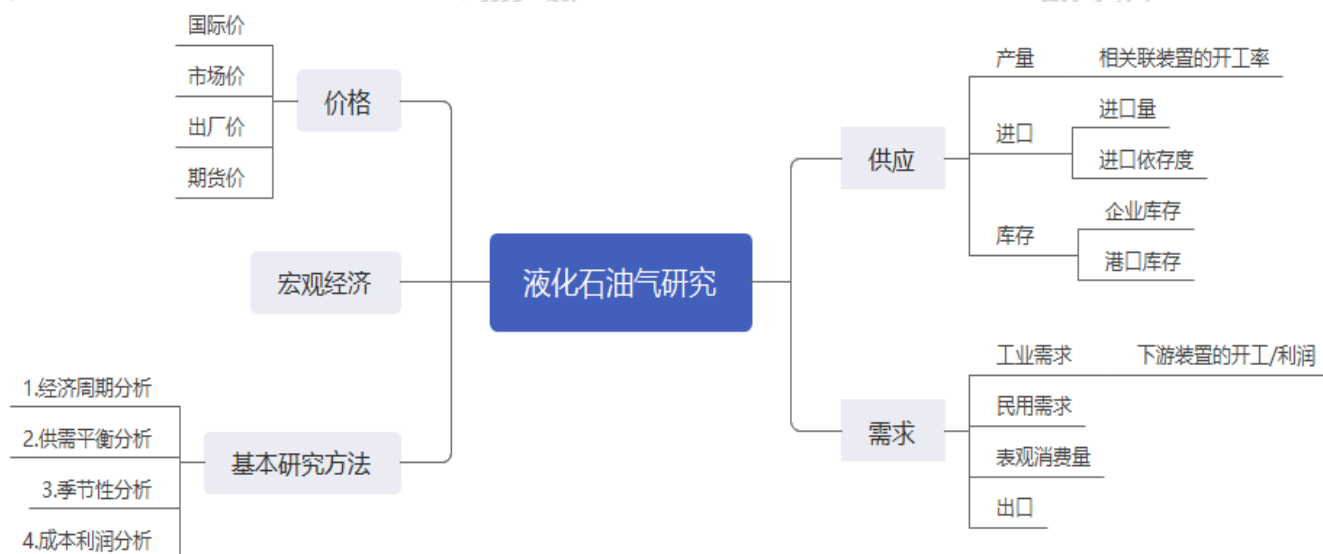 国际价
市场价
出厂价
期货价
价格
宏观经济
1.经济周期分析
2.供需平衡分析
3.季节性分析
4.成本利润分析
基本研究方法
液化石油气研究
供应
产量
相关联装置的开工率
进口
进口量
进口依存度
库存
企业库存
港口库存
需求
工业需求
下游装置的开工/利润
民用需求
表观消费量
出口